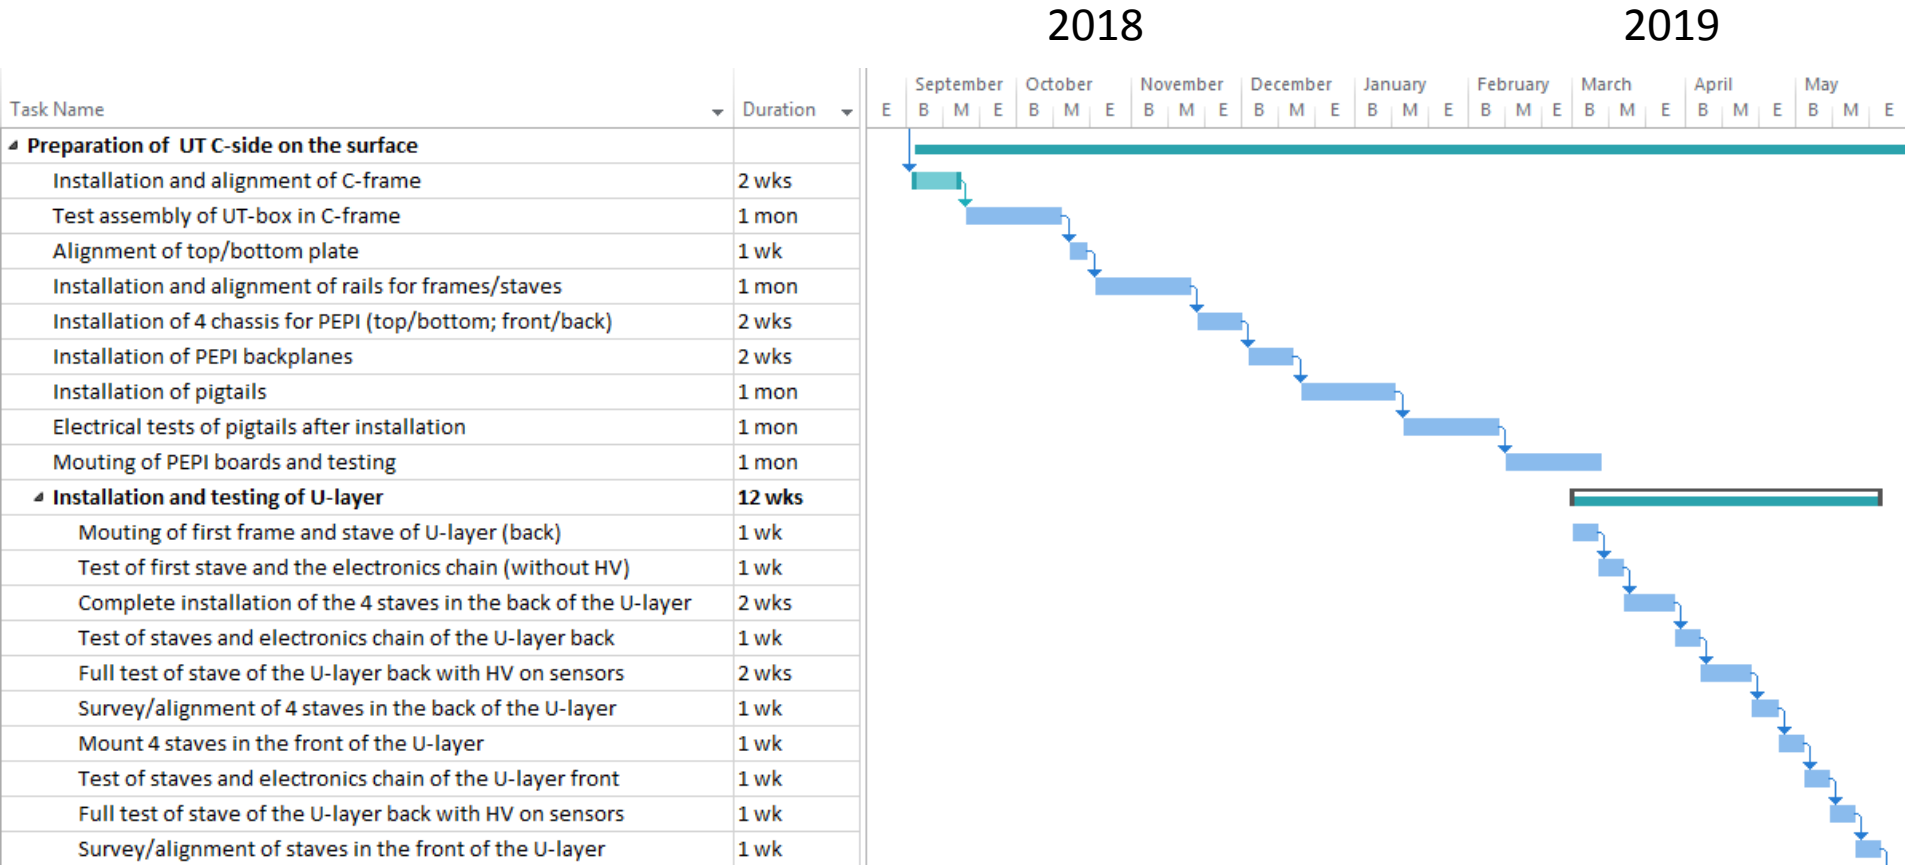 2018 2019
September October November December January February March April May
Task Name Duration E B M E B M E B M E B M E B M E B M E B M E B M E B M E
Preparation of UT C-side on the surface
Installation and alignment of C-frame 2 wks
Test assembly of UT-box in C-frame 1 mon
Alignment of top/bottom plate 1 wk
Installation and alignment of rails for frames/staves 1 mon
Installation of 4 chassis for PEPI (top/bottom; front/back) 2 wks
Installation of PEPI backplanes 2 wks
Installation of pigtails 1 mon
Electrical tests of pigtails after installation 1 mon
Mouting of PEPI boards and testing 1 mon
Installation and testing of U-layer 12 wks
Mouting of first frame and stave of U-layer (back) 1 wk
Test of first stave and the electronics chain (without HV) 1 wk
Complete installation of the 4 staves in the back of the U-layer 2 wks
Test of staves and electronics chain of the U-layer back 1 wk
Full test of stave of the U-layer back with HV on sensors 2 wks
Survey/alignment of 4 staves in the back of the U-layer 1 wk
Mount 4 staves in the front of the U-layer 1 wk
Test of staves and electronics chain of the U-layer front 1 wk
Full test of stave of the U-layer back with HV on sensors 1 wk
Survey/alignment of staves in the front of the U-layer 1 wk